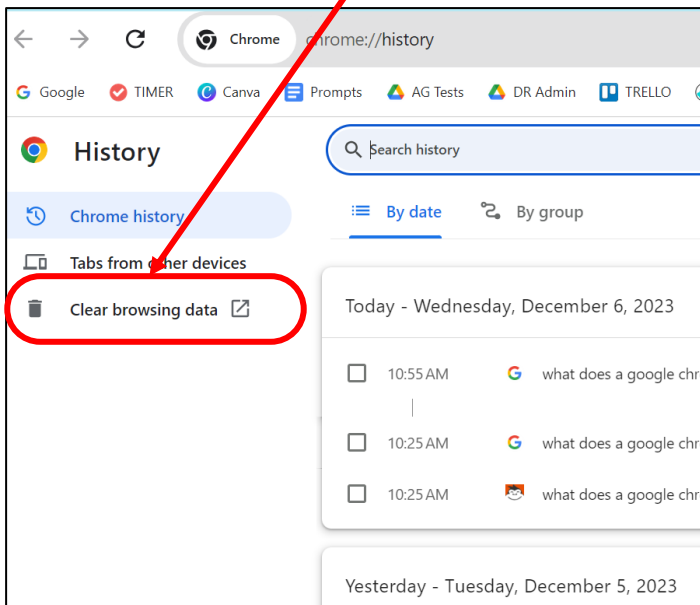 Chrome chrome://history
Google TIMER Canva Prompts AG Tests DR Admin TRELLO
History
Search history
Chrome history
By date By group
Tabs from other devices
Clear browsing data
Today - Wednesday, December 6, 2023
10:55 AM what does a google chr
10:25 AM what does a google chr
10:25 AM what does a google chr
Yesterday - Tuesday, December 5, 2023